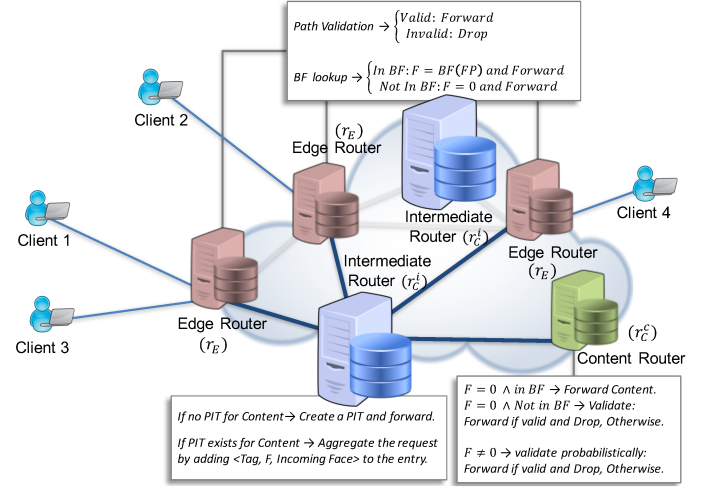 Path Validation → { Valid: Forward
Invalid: Drop
BF lookup → { In BF: F = BF(FP) and Forward
Not In BF: F = 0 and Forward
Client 2
(r_E)
Edge Router
Client 1
Client 3
Edge Router
(r_E)
Intermediate
Router (r_C^i)
Intermediate
Router (r_C^i)
Edge Router
(r_E)
Client 4
(r_C^c)
Content Router
If no PIT for Content→ Create a PIT and forward.
If PIT exists for Content → Aggregate the request
by adding <Tag, F, Incoming Face> to the entry.
F = 0 ∧ in BF → Forward Content.
F = 0 ∧ Not in BF → Validate:
Forward if valid and Drop, Otherwise.
F ≠ 0 → validate probabilistically:
Forward if valid and Drop, Otherwise.